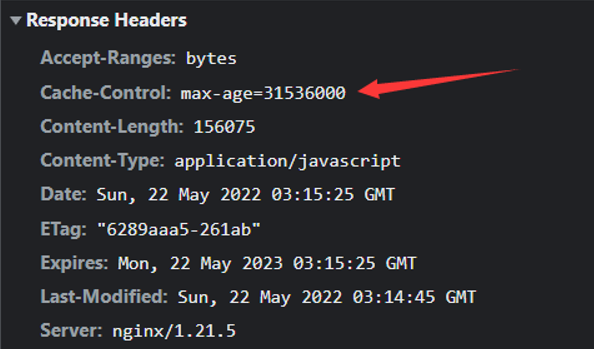 Response Headers
Accept-Ranges: bytes
Cache-Control: max-age=31536000
Content-Length: 156075
Content-Type: application/javascript
Date: Sun, 22 May 2022 03:15:25 GMT
ETag: "6289aaa5-261ab"
Expires: Mon, 22 May 2023 03:15:25 GMT
Last-Modified: Sun, 22 May 2022 03:14:45 GMT
Server: nginx/1.21.5